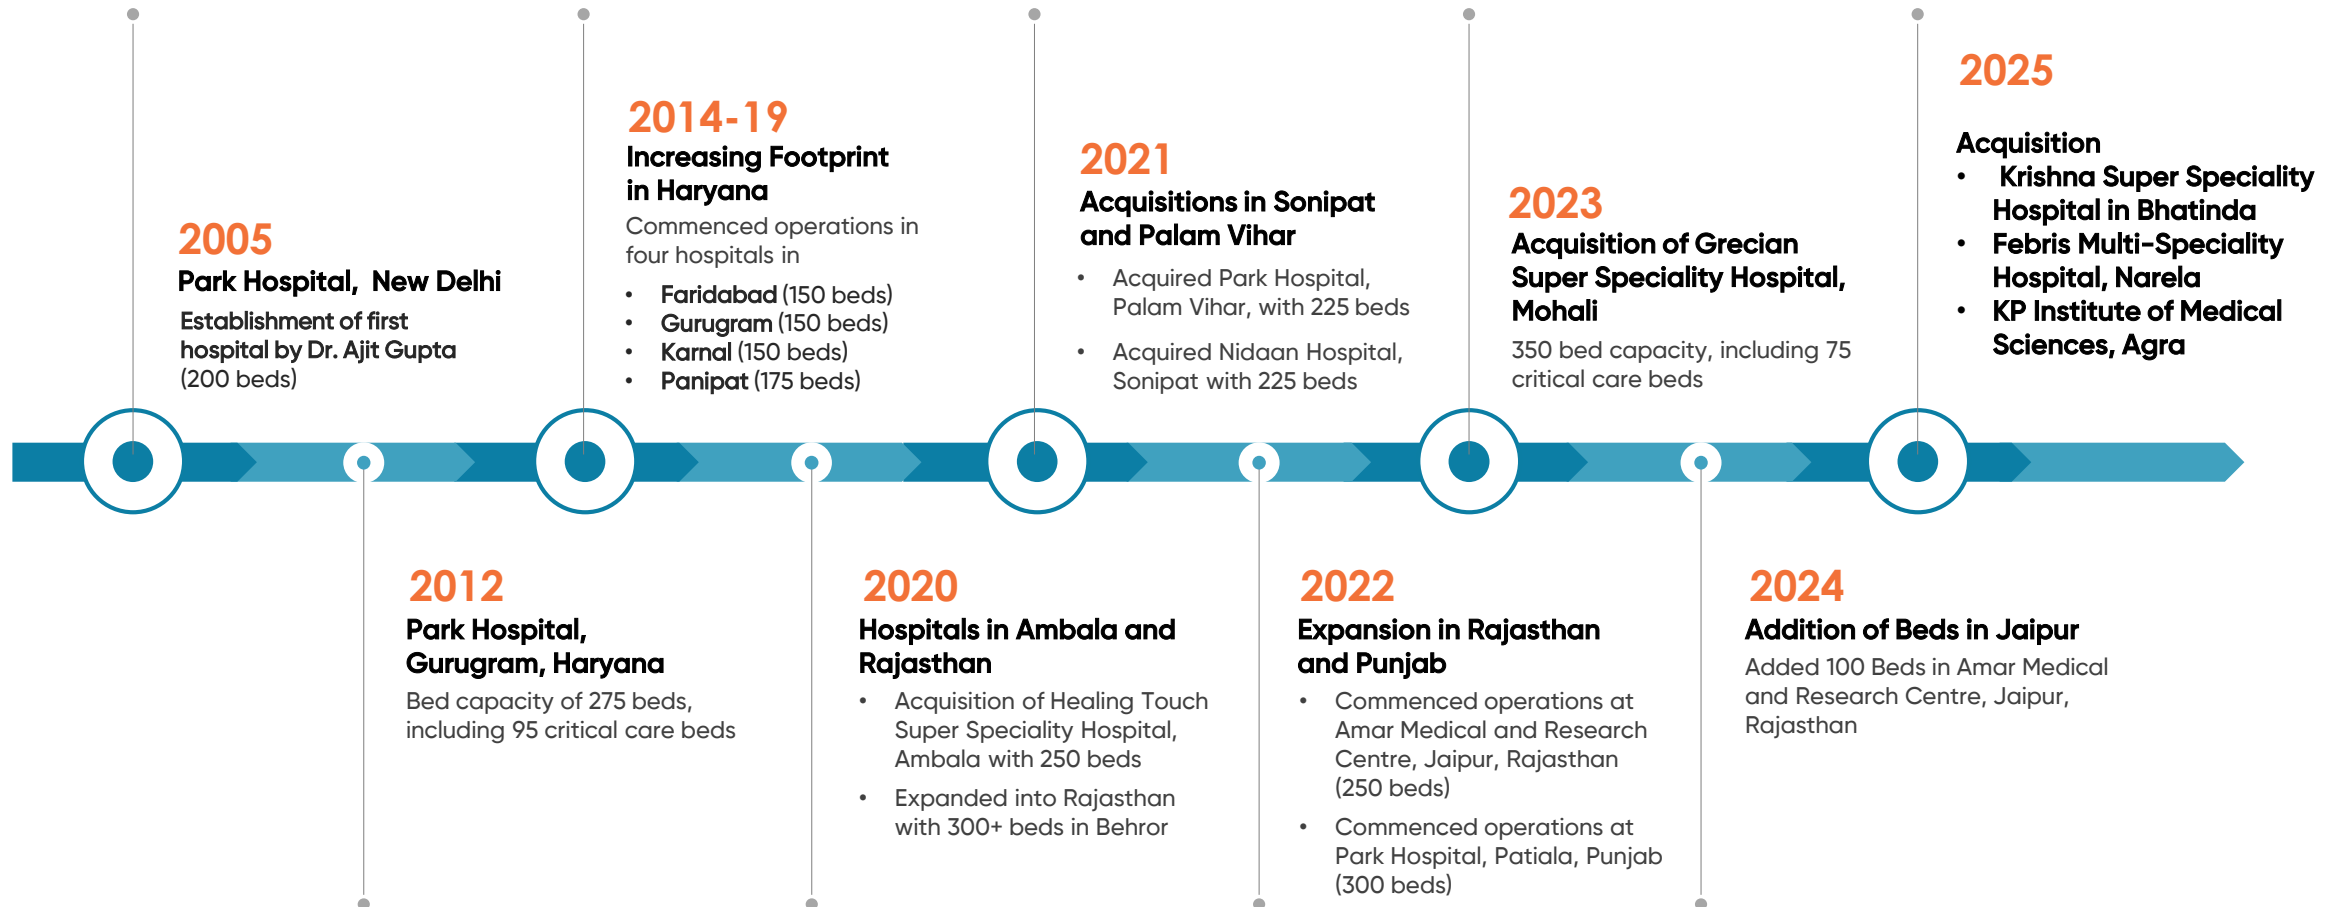 2005
Park Hospital, New Delhi
Establishment of first
hospital by Dr. Ajit Gupta
(200 beds)
2012
Park Hospital,
Gurugram, Haryana
Bed capacity of 275 beds,
including 95 critical care beds
2014-19
Increasing Footprint
in Haryana
Commenced operations in
four hospitals in
• Faridabad (150 beds)
• Gurugram (150 beds)
• Karnal (150 beds)
• Panipat (175 beds)
2020
Hospitals in Ambala and
Rajasthan
• Acquisition of Healing Touch
Super Speciality Hospital,
Ambala with 250 beds
• Expanded into Rajasthan
with 300+ beds in Behror
2021
Acquisitions in Sonipat
and Palam Vihar
• Acquired Park Hospital,
Palam Vihar, with 225 beds
• Acquired Nidaan Hospital,
Sonipat with 225 beds
2022
Expansion in Rajasthan
and Punjab
• Commenced operations at
Amar Medical and Research
Centre, Jaipur, Rajasthan
(250 beds)
• Commenced operations at
Park Hospital, Patiala, Punjab
(300 beds)
2023
Acquisition of Grecian
Super Speciality Hospital,
Mohali
350 bed capacity, including 75
critical care beds
2024
Addition of Beds in Jaipur
Added 100 Beds in Amar Medical
and Research Centre, Jaipur,
Rajasthan
2025
Acquisition
• Krishna Super Speciality
Hospital in Bhatinda
• Febris Multi-Speciality
Hospital, Narela
• KP Institute of Medical
Sciences, Agra